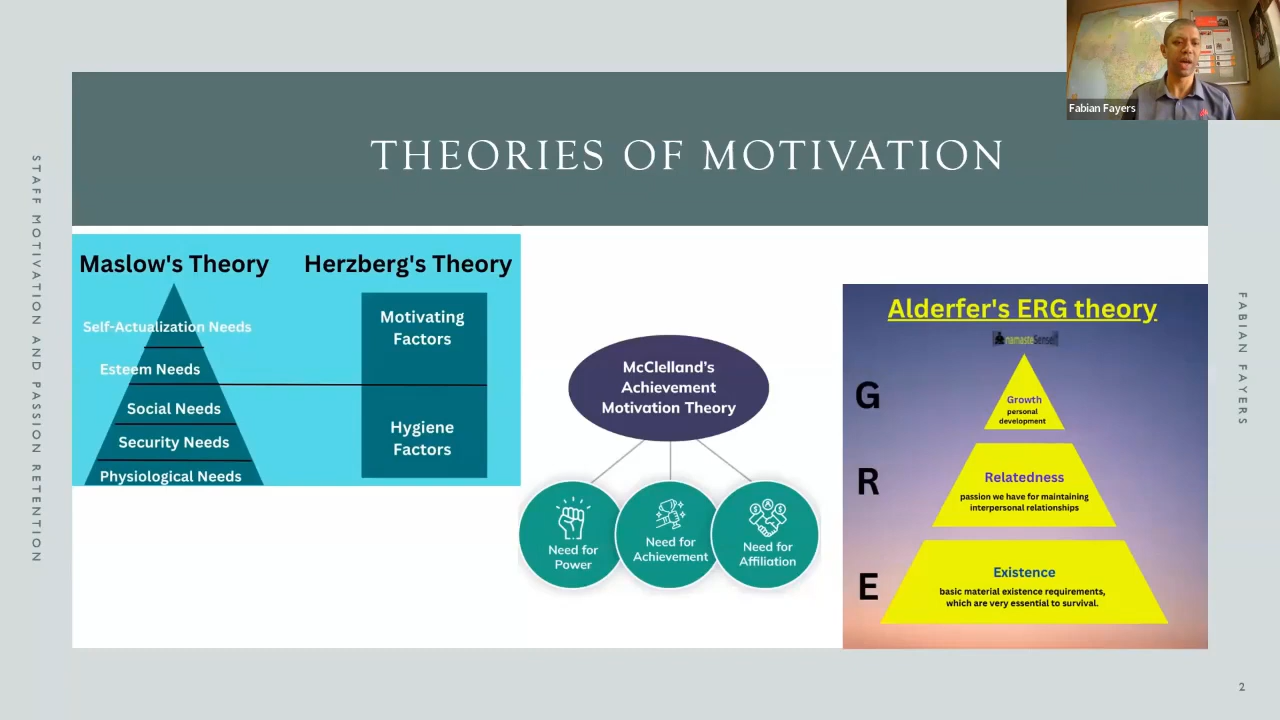 Fabian Fayers
THEORIES OF MOTIVATION
STAFF MOTIVATION AND PASSION RETENTION
Maslow's Theory
Self-Actualization Needs
Esteem Needs
Social Needs
Security Needs
Physiological Needs
Herzberg's Theory
Motivating
Factors
Hygiene
Factors
McClelland's
Achievement
Motivation Theory
Need for
Power
Need for
Achievement
Need for
Affiliation
Alderfer's ERG theory
namasteSensei
G
Growth
personal
development
R
Relatedness
passion we have for maintaining
interpersonal relationships
E
Existence
basic material existence requirements,
which are very essential to survival.
FABIAN FAYERS
2